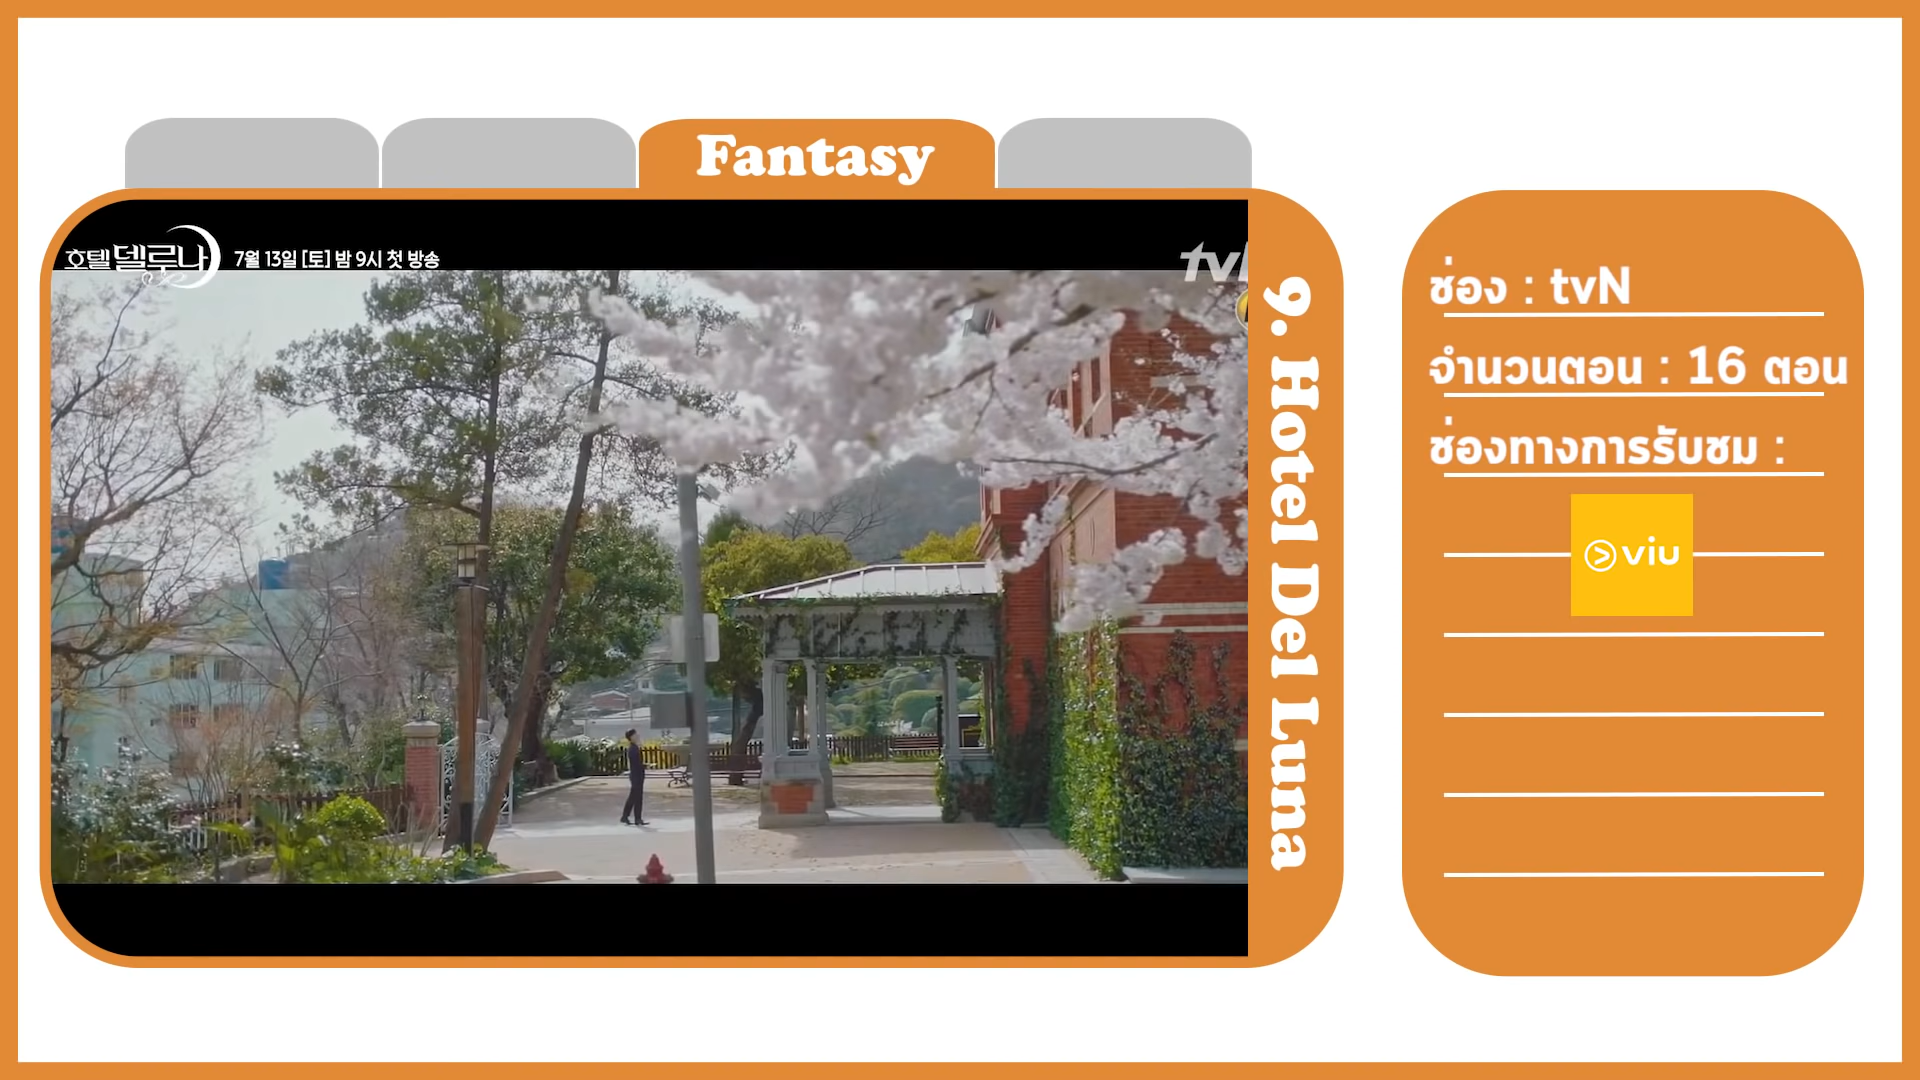 Fantasy
호텔 델루나 7월 13일 [토] 밤 9시 첫 방송
tvN
9. Hotel Del Luna
ช่อง : tvN
จำนวนตอน : 16 ตอน
ช่องทางการรับชม :
viu